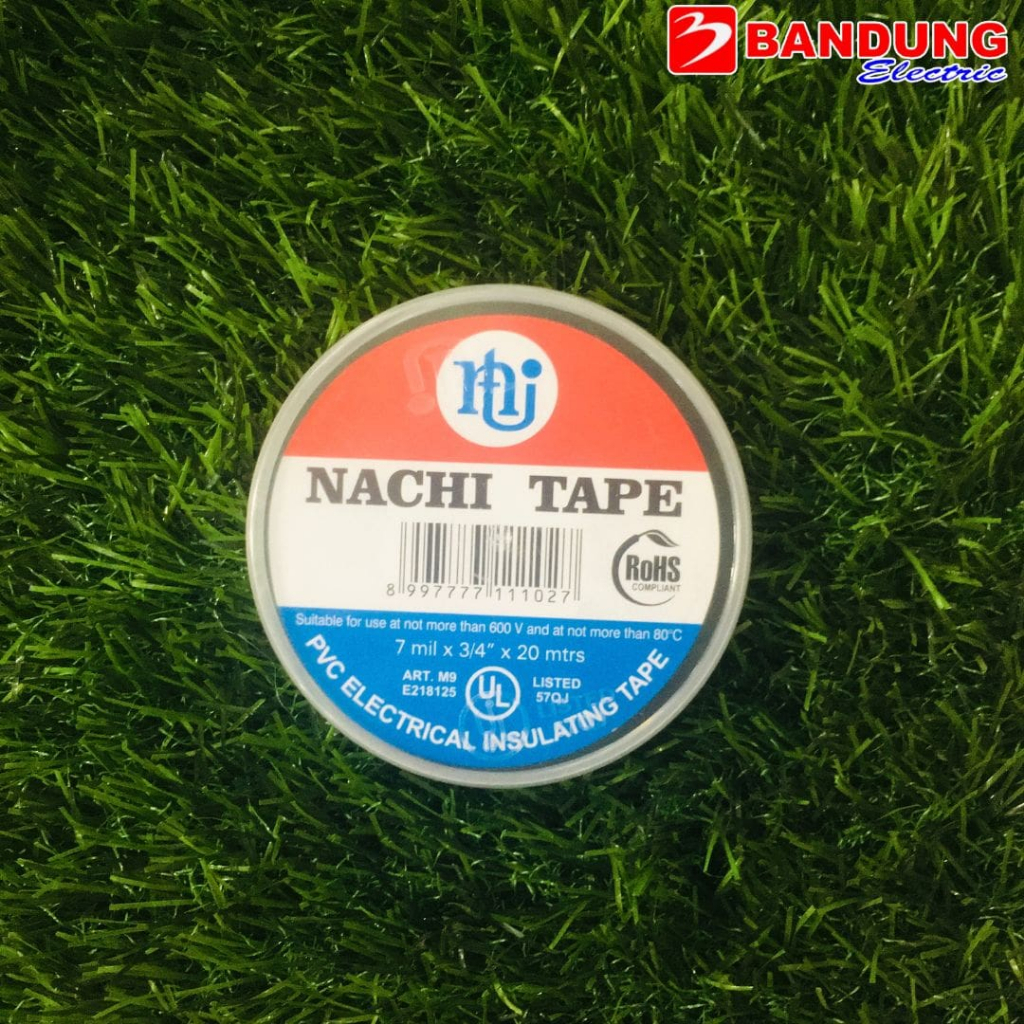 BANDUNG
Electric
ntj
NACHI TAPE
8 997777 111027
RoHS
COMPLIANT
Suitable for use at not more than 600 V and at not more than 80°C
7 mil x 3/4" x 20 mtrs
ART. M9
E218125
UL
LISTED
57QJ
PVC ELECTRICAL INSULATING TAPE